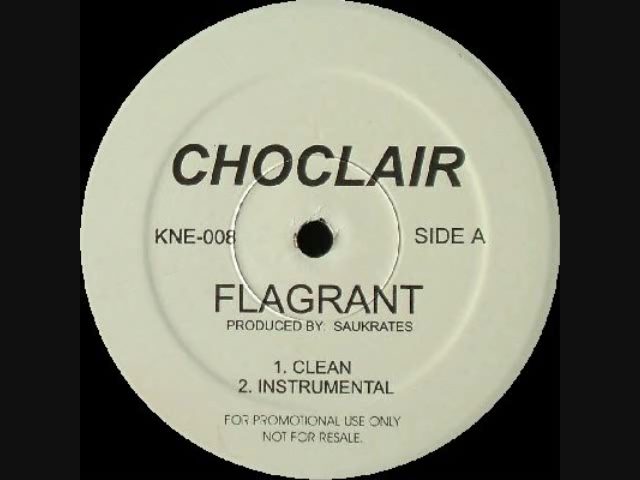 CHOCLAIR
KNE-008 SIDE A
FLAGRANT
PRODUCED BY: SAUKRATES
1. CLEAN
2. INSTRUMENTAL
FOR PROMOTIONAL USE ONLY
NOT FOR RESALE.